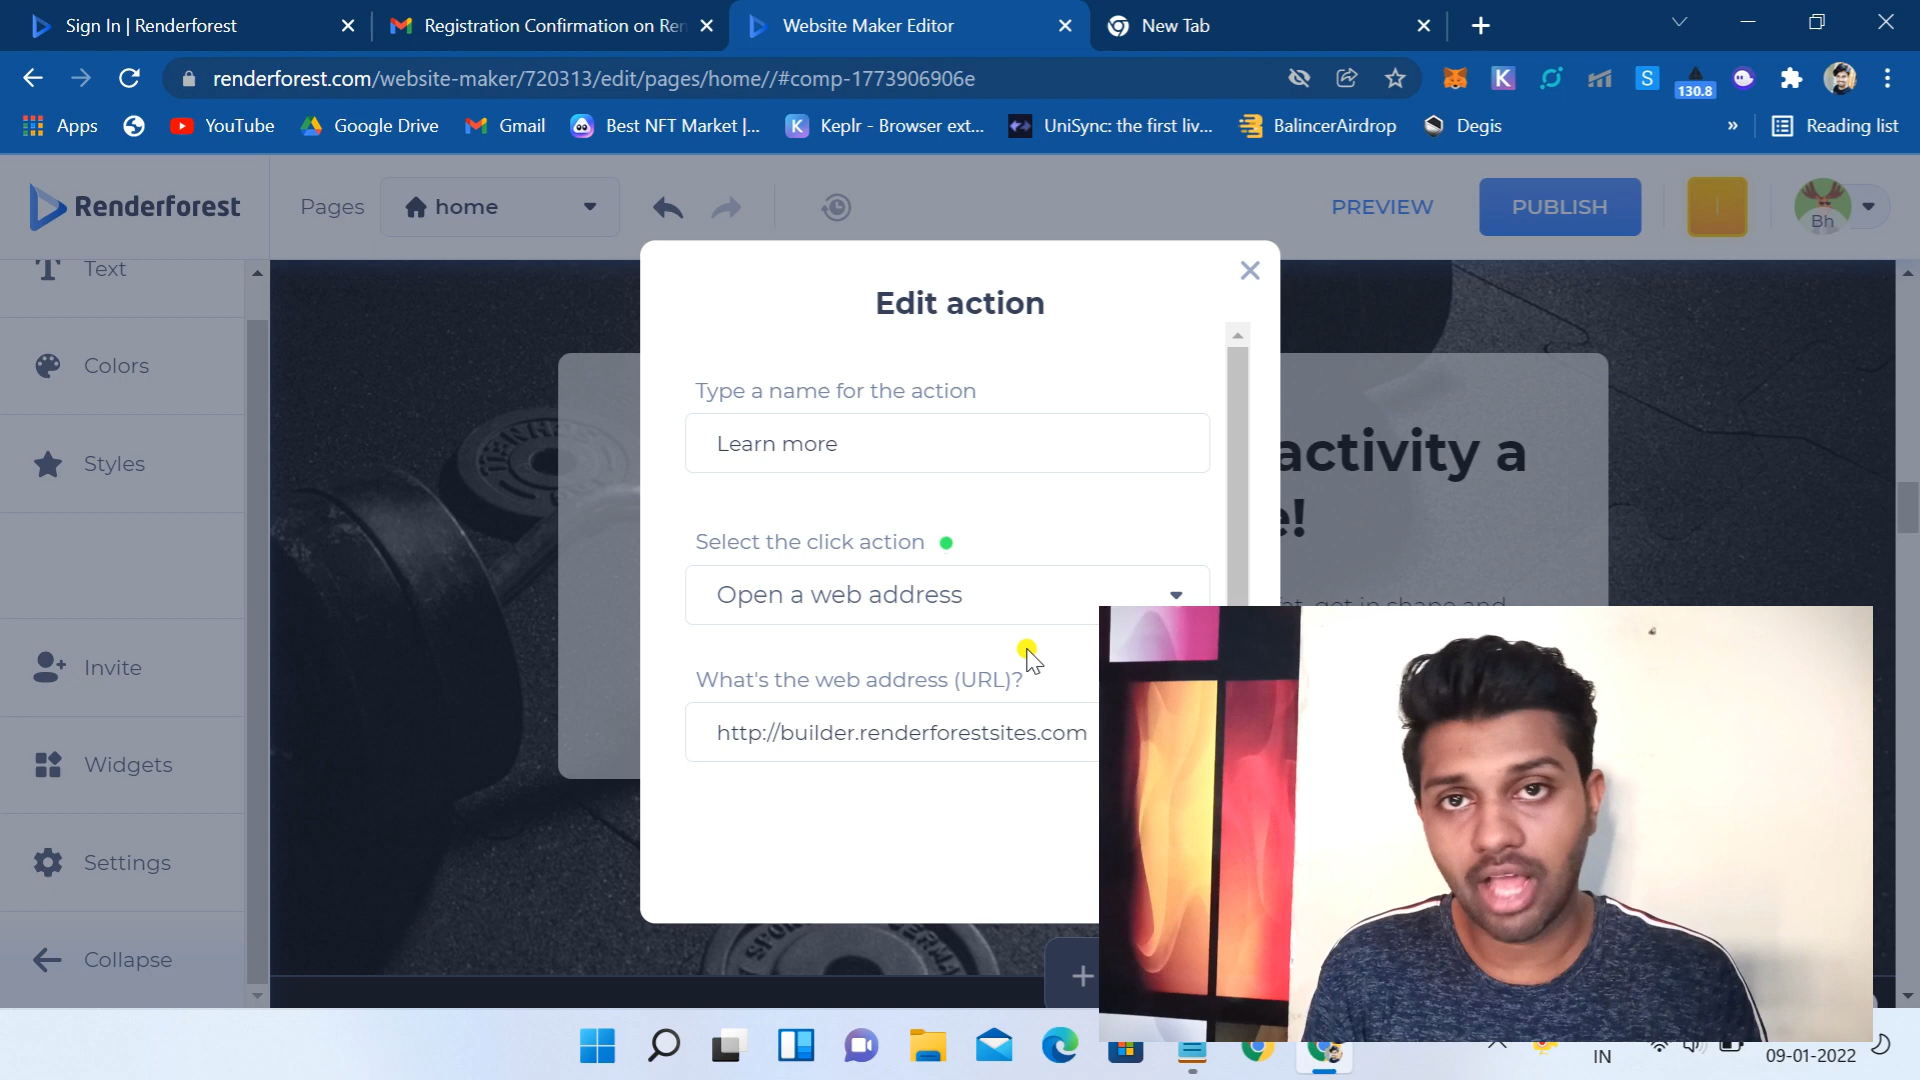 Sign In | Renderforest
Registration Confirmation on Ren
Website Maker Editor
New Tab
renderforest.com/website-maker/720313/edit/pages/home//#comp-1773906906e
130.8
Apps
YouTube
Google Drive
Gmail
Best NFT Market |...
Keplr - Browser ext...
UniSync: the first liv...
BalincerAirdrop
Degis
»
Reading list
Renderforest
Pages
home
PREVIEW
PUBLISH
Bh
Text
Colors
Styles
Invite
Widgets
Settings
Collapse
Edit action
Type a name for the action
Learn more
Select the click action
Open a web address
What's the web address (URL)?
http://builder.renderforestsites.com
activity a
e!
get in shape and
IN
09-01-2022